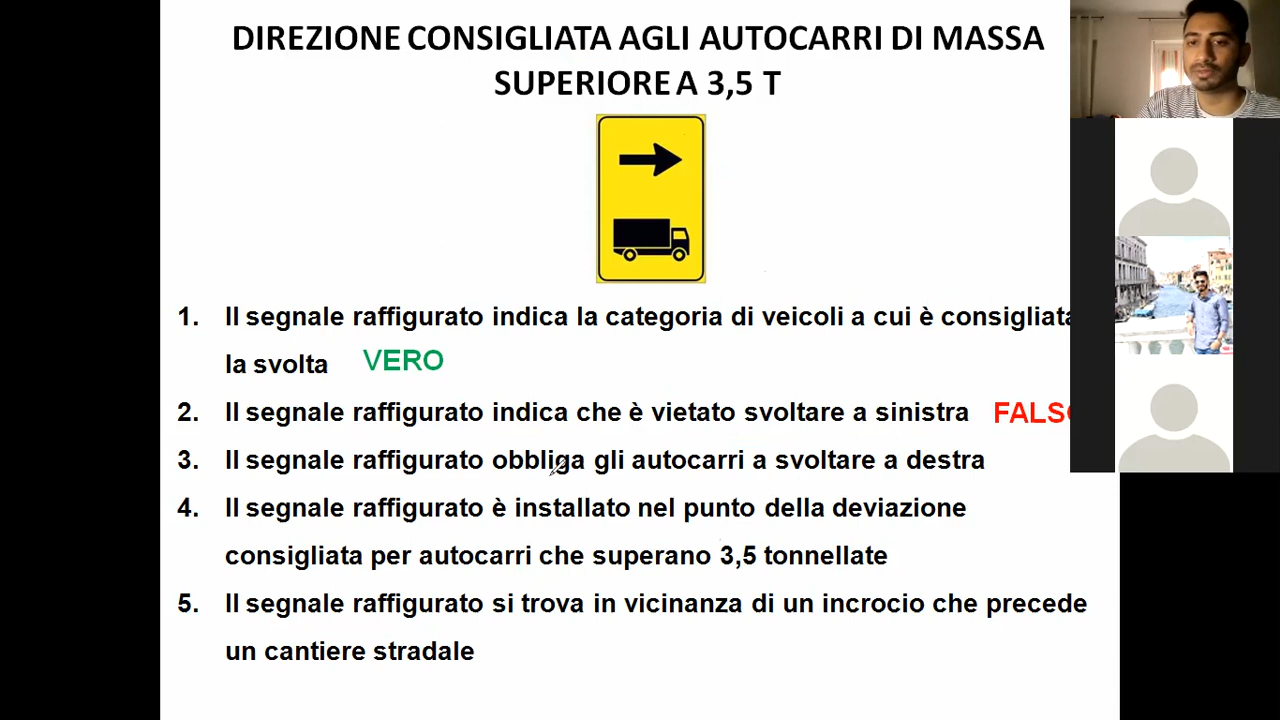 DIREZIONE CONSIGLIATA AGLI AUTOCARRI DI MASSA
SUPERIORE A 3,5 T
1. Il segnale raffigurato indica la categoria di veicoli a cui è consigliata
la svolta VERO
2. Il segnale raffigurato indica che è vietato svoltare a sinistra FALSO
3. Il segnale raffigurato obbliga gli autocarri a svoltare a destra
4. Il segnale raffigurato è installato nel punto della deviazione
consigliata per autocarri che superano 3,5 tonnellate
5. Il segnale raffigurato si trova in vicinanza di un incrocio che precede
un cantiere stradale